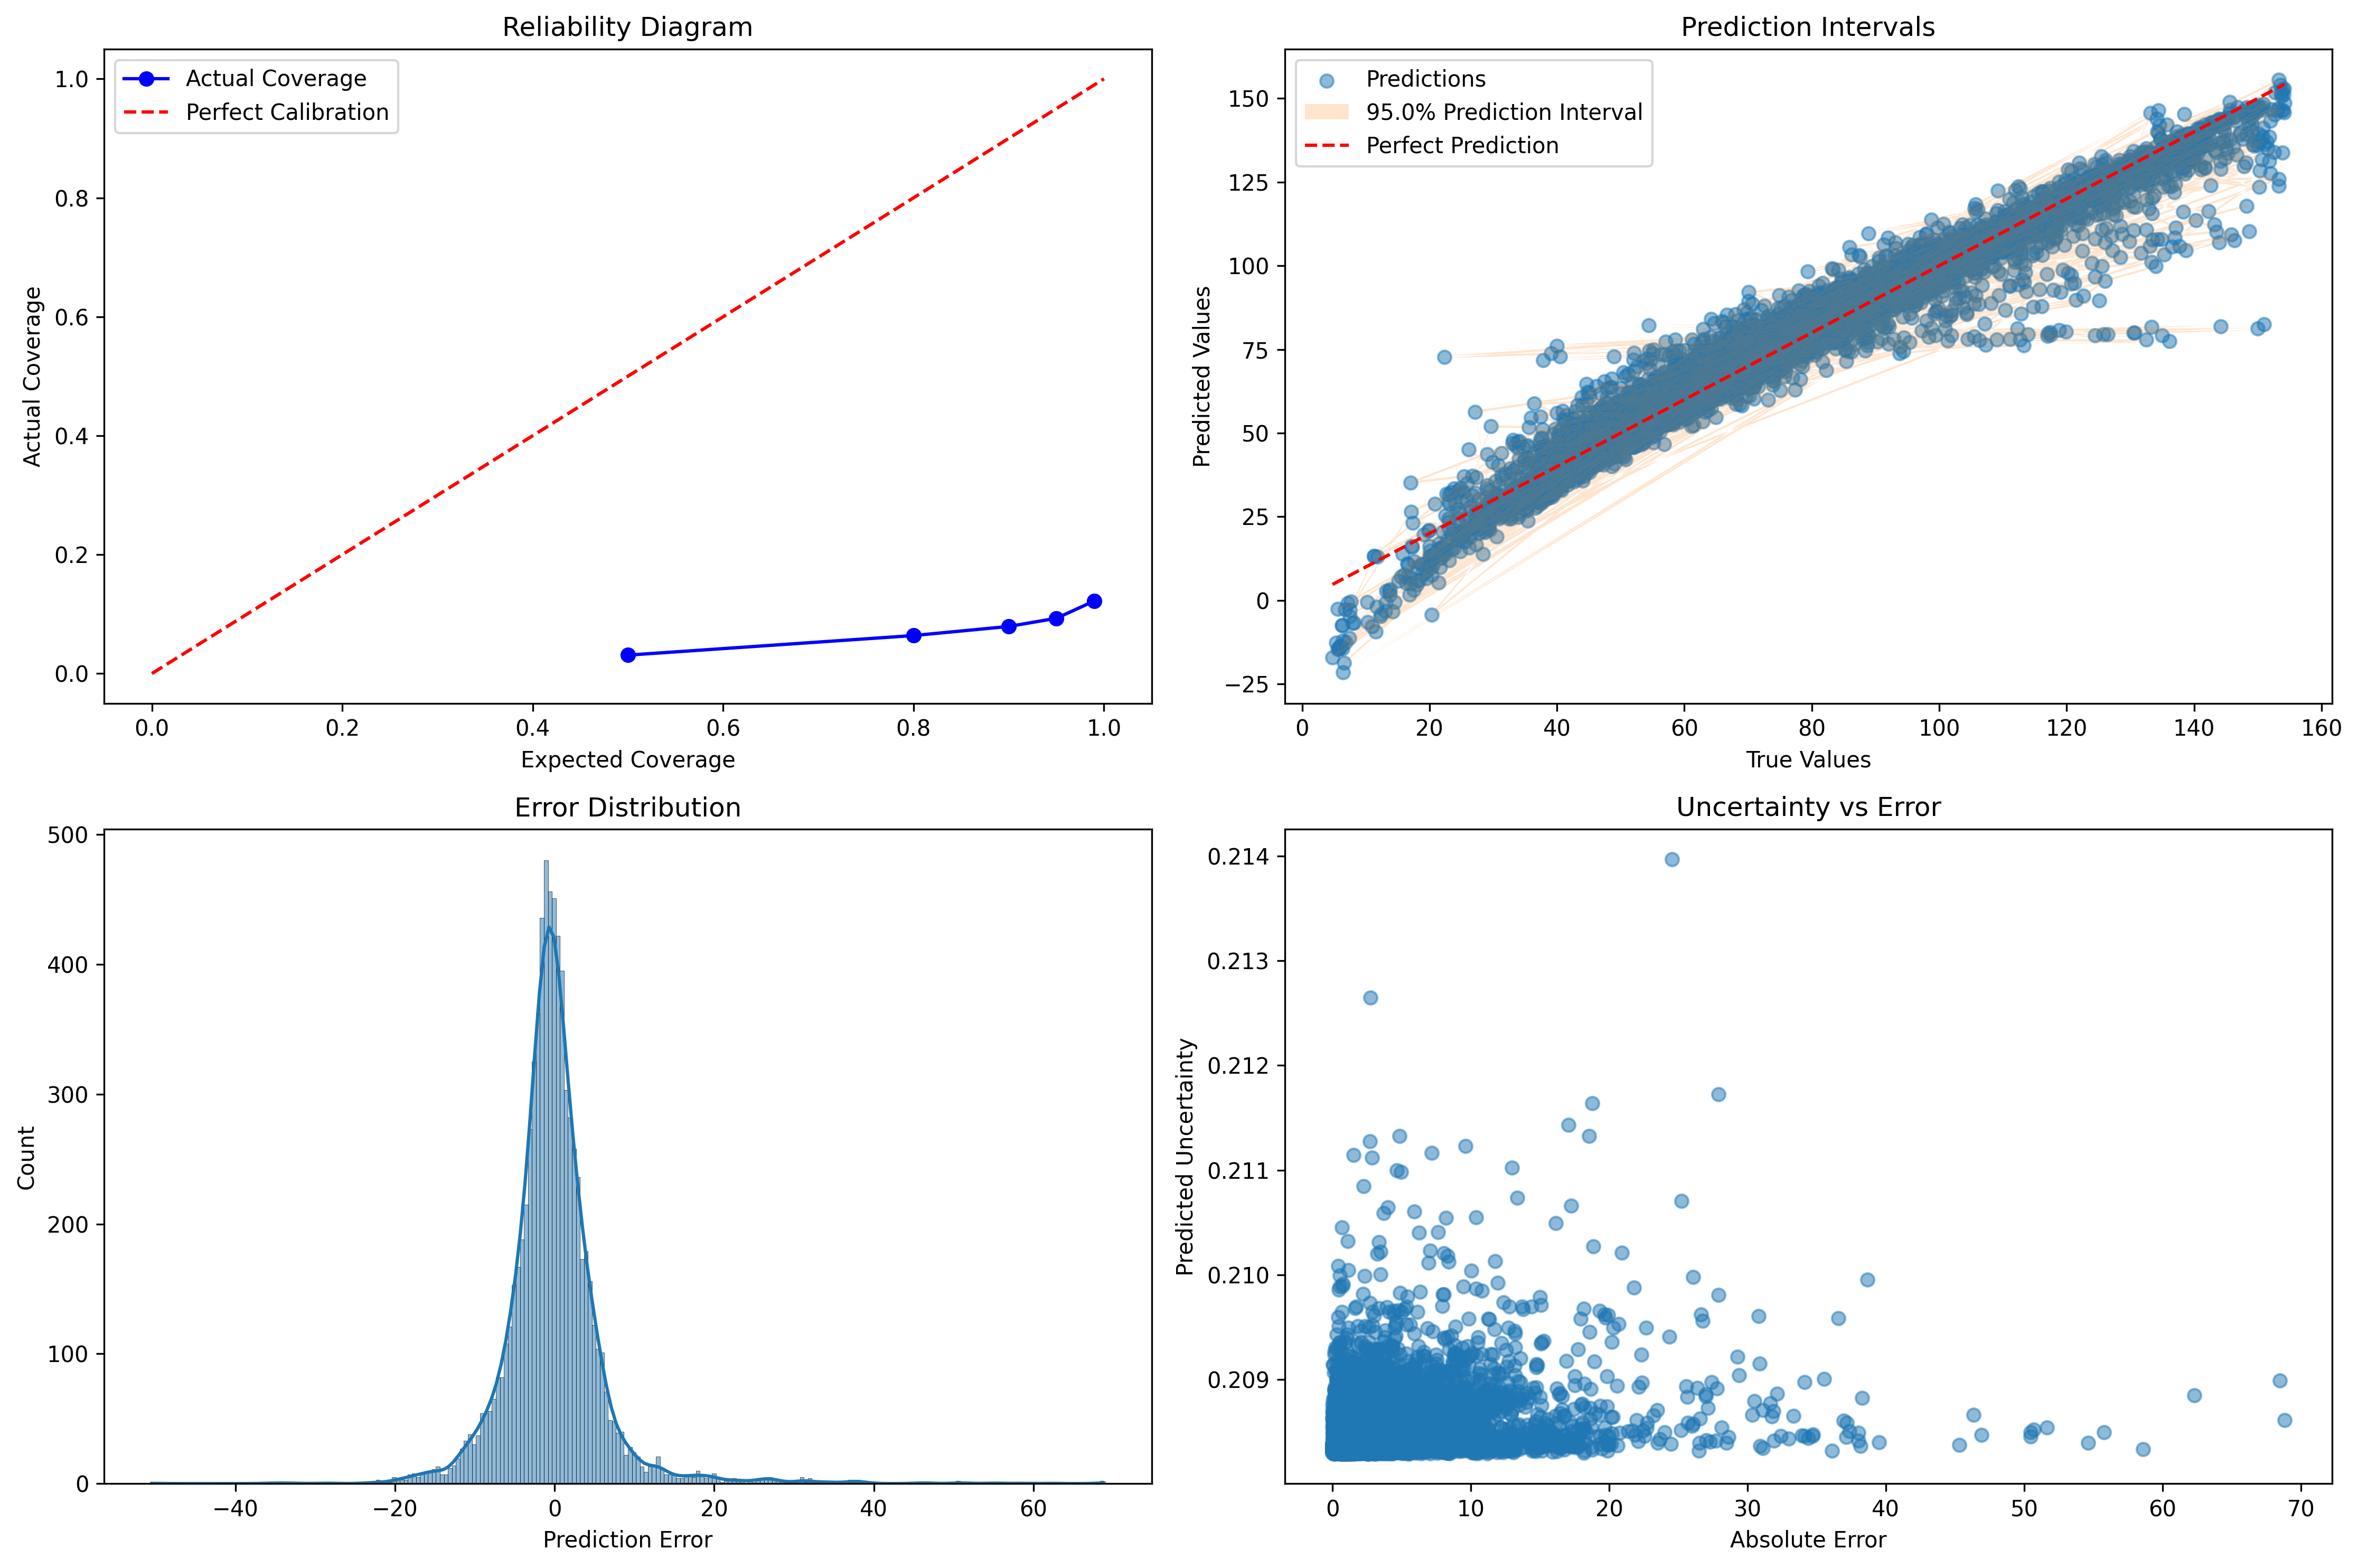 Reliability Diagram
Actual Coverage
Perfect Calibration
1.0
0.8
0.6
0.4
0.2
0.0
Actual Coverage
0.0 0.2 0.4 0.6 0.8 1.0
Expected Coverage
Prediction Intervals
Predictions
95.0% Prediction Interval
Perfect Prediction
150
125
100
75
50
25
0
−25
Predicted Values
0 20 40 60 80 100 120 140 160
True Values
Error Distribution
500
400
300
200
100
0
Count
−40 −20 0 20 40 60
Prediction Error
Uncertainty vs Error
0.214
0.213
0.212
0.211
0.210
0.209
Predicted Uncertainty
0 10 20 30 40 50 60 70
Absolute Error